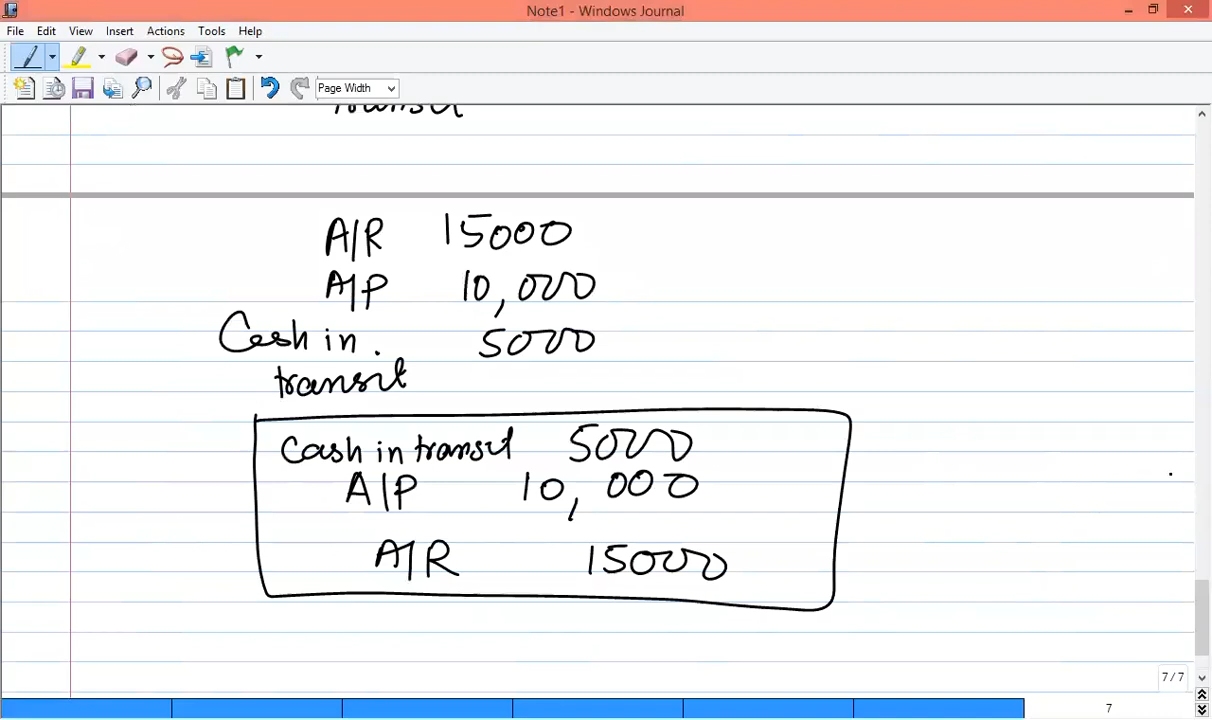 Note1 - Windows Journal
File Edit View Insert Actions Tools Help
Page Width
transit
A/R 15000
A/P 10,000
Cash in 5000
transit
Cash in transit 5000
A/P 10,000
A/R 15000
7 / 7
7